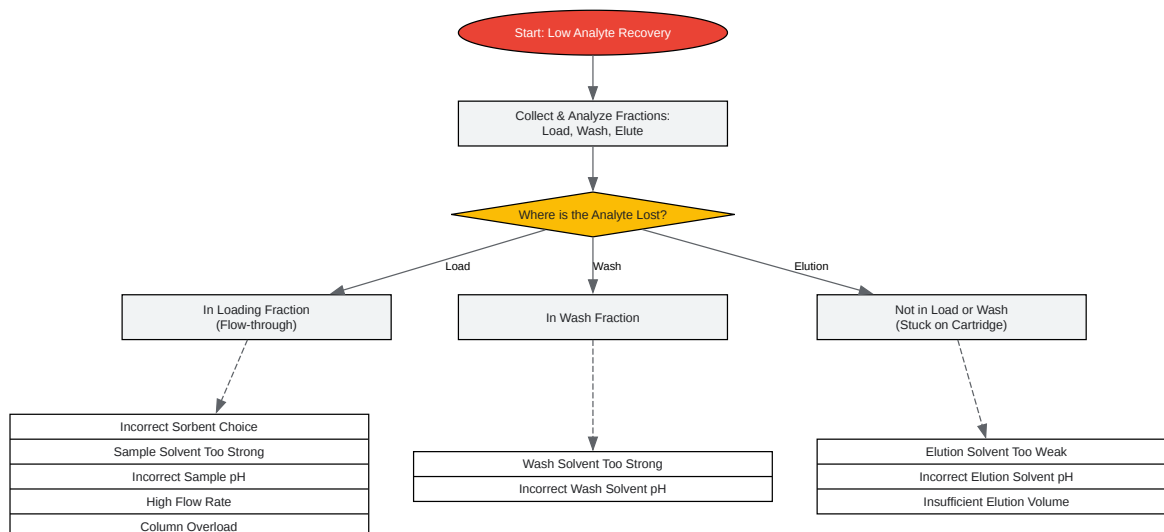 Start: Low Analyte Recovery
Collect & Analyze Fractions:
Load, Wash, Elute
Where is the Analyte Lost?
Load
Wash
Elution
In Loading Fraction
(Flow-through)
In Wash Fraction
Not in Load or Wash
(Stuck on Cartridge)
Incorrect Sorbent Choice
Sample Solvent Too Strong
Incorrect Sample pH
High Flow Rate
Column Overload
Wash Solvent Too Strong
Incorrect Wash Solvent pH
Elution Solvent Too Weak
Incorrect Elution Solvent pH
Insufficient Elution Volume